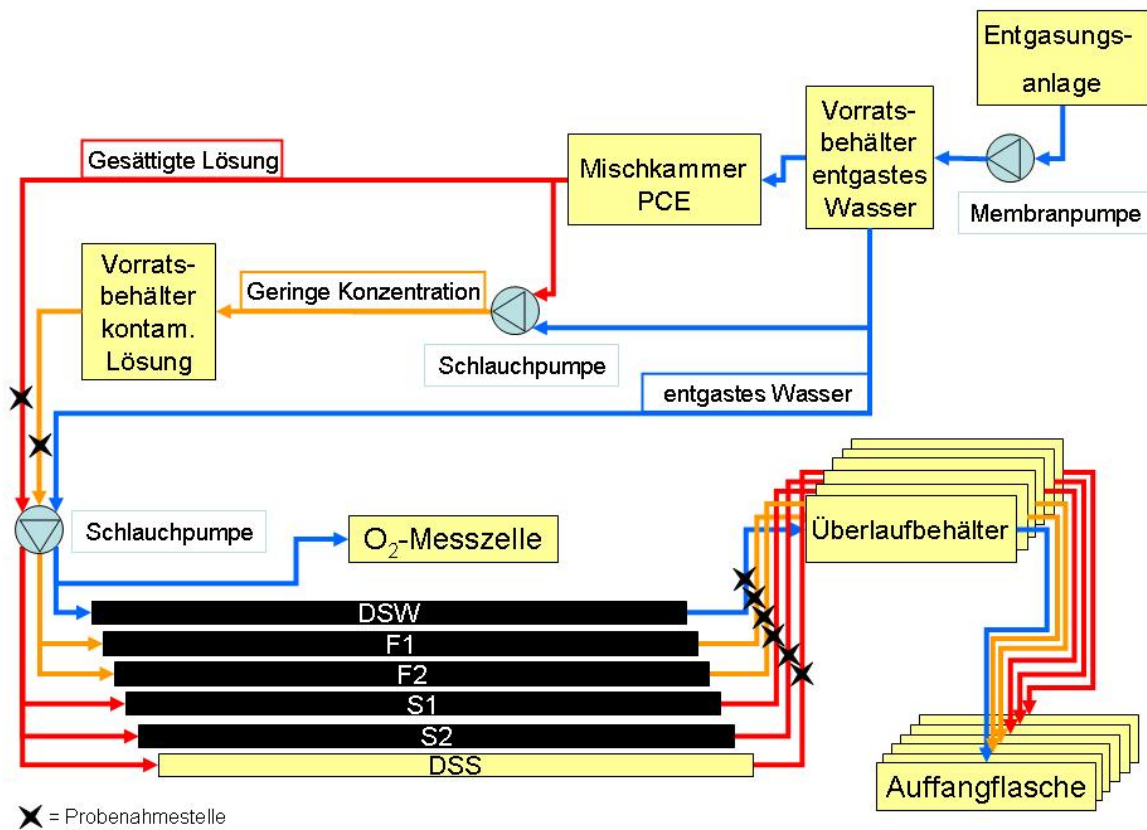 Entgasungs-
anlage
Vorrats-
behälter
entgastes
Wasser
Membranpumpe
Mischkammer
PCE
Gesättigte Lösung
Vorrats-
behälter
kontam.
Lösung
Geringe Konzentration
Schlauchpumpe
entgastes Wasser
Schlauchpumpe
O₂-Messzelle
Überlaufbehälter
DSW
F1
F2
S1
S2
DSS
Auffangflasche
= Probenahmestelle